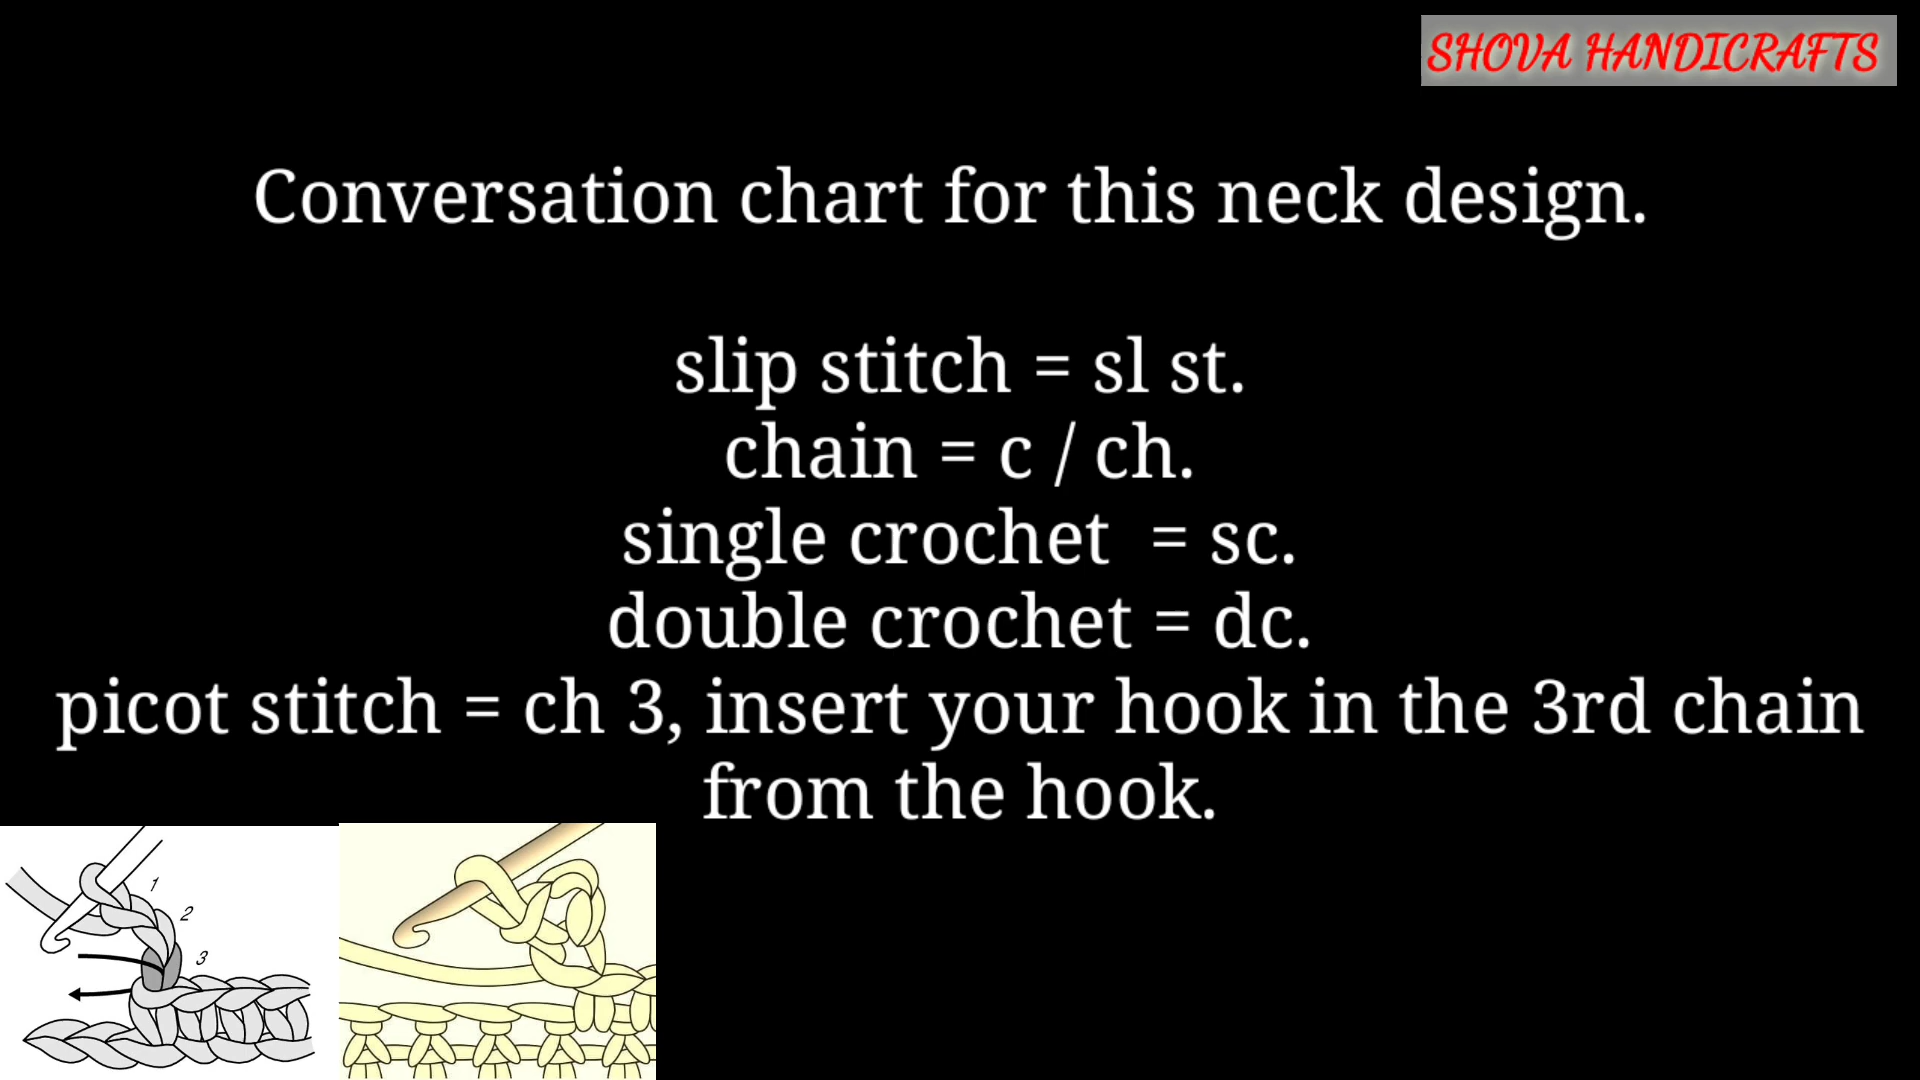 SHOVA HANDICRAFTS
Conversation chart for this neck design.
slip stitch = sl st.
chain = c / ch.
single crochet  = sc.
double crochet = dc.
picot stitch = ch 3, insert your hook in the 3rd chain
from the hook.
1
2
3